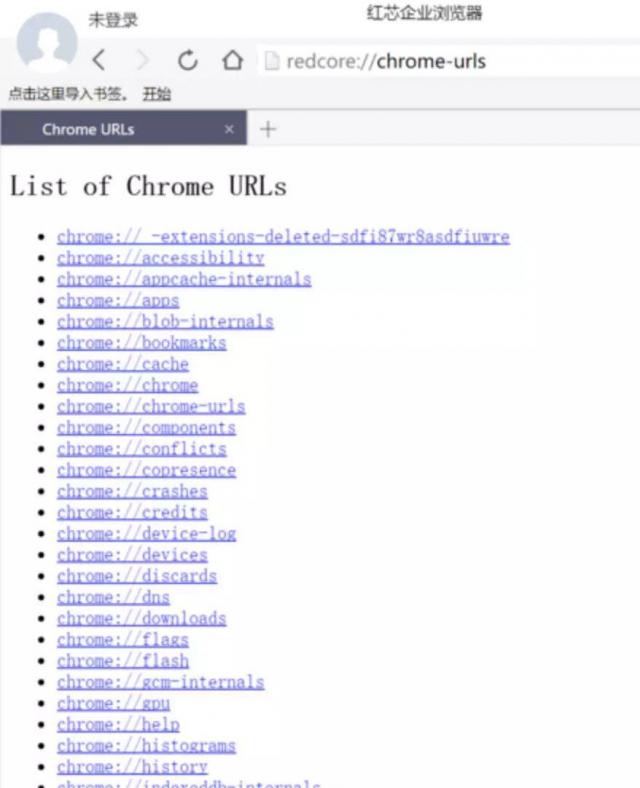 未登录
红芯企业浏览器
redcore://chrome-urls
点击这里导入书签。 开始
Chrome URLs
List of Chrome URLs
chrome:// -extensions-deleted-sdfi87wr8asdfiuwre
chrome://accessibility
chrome://appcache-internals
chrome://apps
chrome://blob-internals
chrome://bookmarks
chrome://cache
chrome://chrome
chrome://chrome-urls
chrome://components
chrome://conflicts
chrome://copresence
chrome://crashes
chrome://credits
chrome://device-log
chrome://devices
chrome://discards
chrome://dns
chrome://downloads
chrome://flags
chrome://flash
chrome://gcm-internals
chrome://gpu
chrome://help
chrome://histograms
chrome://history
chrome://indexeddb-internals